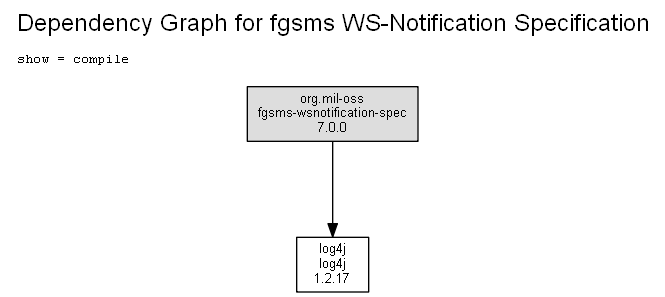 Dependency Graph for fgsms WS-Notification Specification
show = compile
org.mil-oss
fgsms-wsnotification-spec
7.0.0
log4j
log4j
1.2.17